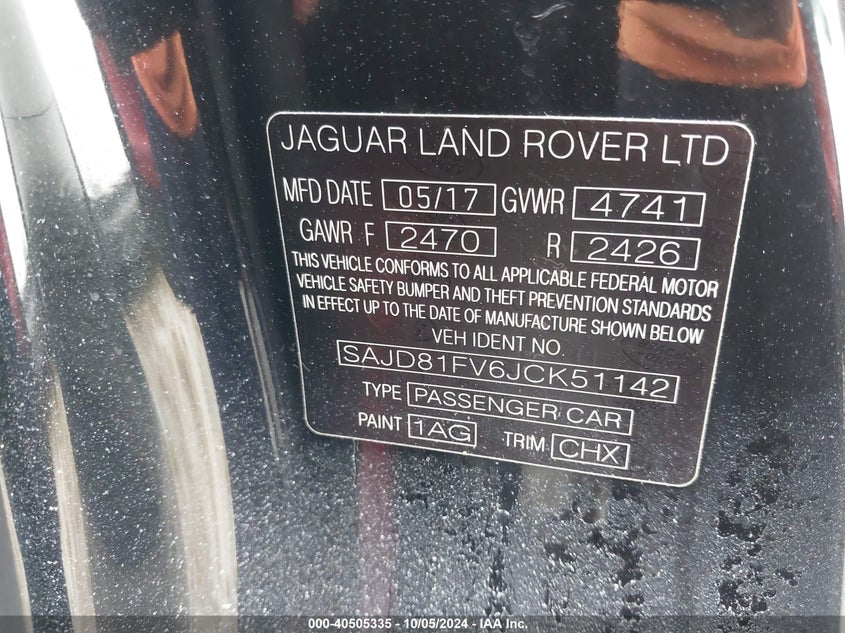 JAGUAR LAND ROVER LTD
MFD DATE 05/17 GVWR 4741
GAWR F 2470 R 2426
THIS VEHICLE CONFORMS TO ALL APPLICABLE FEDERAL MOTOR
VEHICLE SAFETY BUMPER AND THEFT PREVENTION STANDARDS
IN EFFECT UP TO THE DATE OF MANUFACTURE SHOWN BELOW
VEH IDENT NO.
SAJD81FV6JCK51142
TYPE PASSENGER CAR
PAINT 1AG TRIM CHX
000-40505335 - 10/05/2024 - IAA Inc.